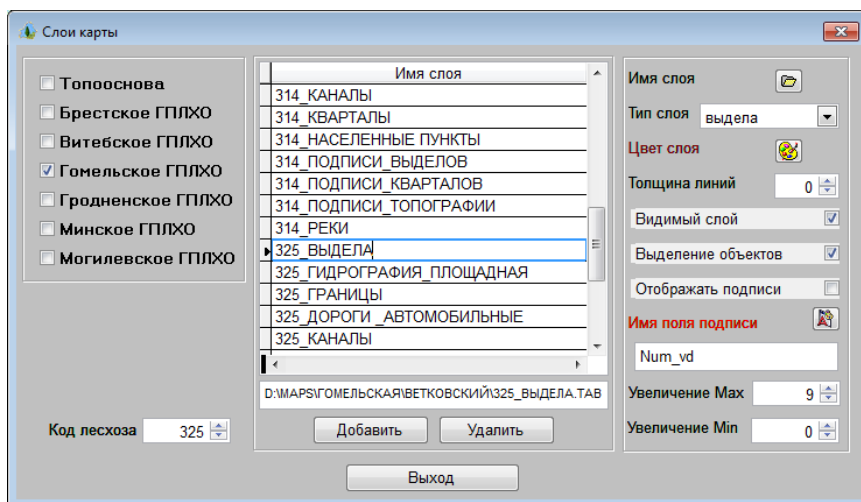 Слои карты
Топооснова
Брестское ГПЛХО
Витебское ГПЛХО
Гомельское ГПЛХО
Гродненское ГПЛХО
Минское ГПЛХО
Могилевское ГПЛХО
Код лесхоза 325
Имя слоя
314_КАНАЛЫ
314_КВАРТАЛЫ
314_НАСЕЛЕННЫЕ ПУНКТЫ
314_ПОДПИСИ_ВЫДЕЛОВ
314_ПОДПИСИ_КВАРТАЛОВ
314_ПОДПИСИ_ТОПОГРАФИИ
314_РЕКИ
325_ВЫДЕЛА
325_ГИДРОГРАФИЯ_ПЛОЩАДНАЯ
325_ГРАНИЦЫ
325_ДОРОГИ _АВТОМОБИЛЬНЫЕ
325_КАНАЛЫ
D:\MAPS\ГОМЕЛЬСКАЯ\ВЕТКОВСКИЙ\325_ВЫДЕЛА.TAB
Добавить Удалить
Имя слоя
Тип слоя выдела
Цвет слоя
Толщина линий 0
Видимый слой
Выделение объектов
Отображать подписи
Имя поля подписи
Num_vd
Увеличение Max 9
Увеличение Min 0
Выход